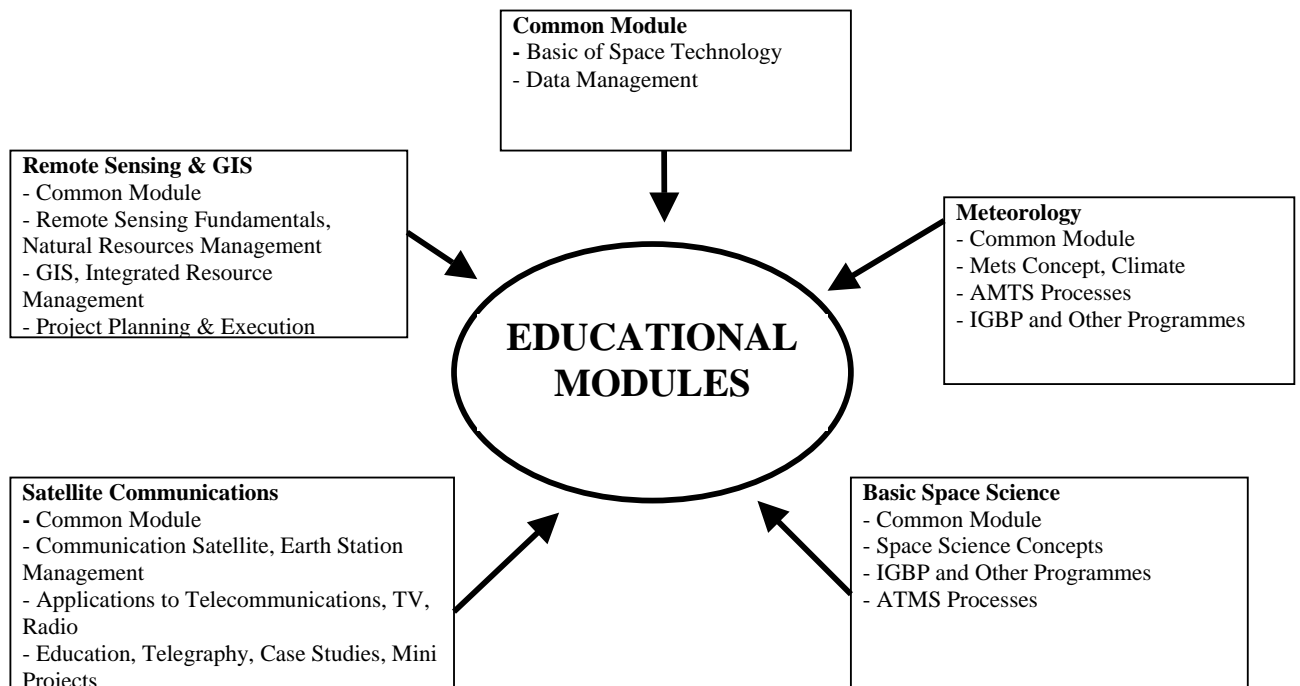 Common Module
- Basic of Space Technology
- Data Management
Remote Sensing & GIS
- Common Module
- Remote Sensing Fundamentals,
Natural Resources Management
- GIS, Integrated Resource
Management
- Project Planning & Execution
Meteorology
- Common Module
- Mets Concept, Climate
- AMTS Processes
- IGBP and Other Programmes
EDUCATIONAL
MODULES
Satellite Communications
- Common Module
- Communication Satellite, Earth Station
Management
- Applications to Telecommunications, TV,
Radio
- Education, Telegraphy, Case Studies, Mini
Projects
Basic Space Science
- Common Module
- Space Science Concepts
- IGBP and Other Programmes
- ATMS Processes